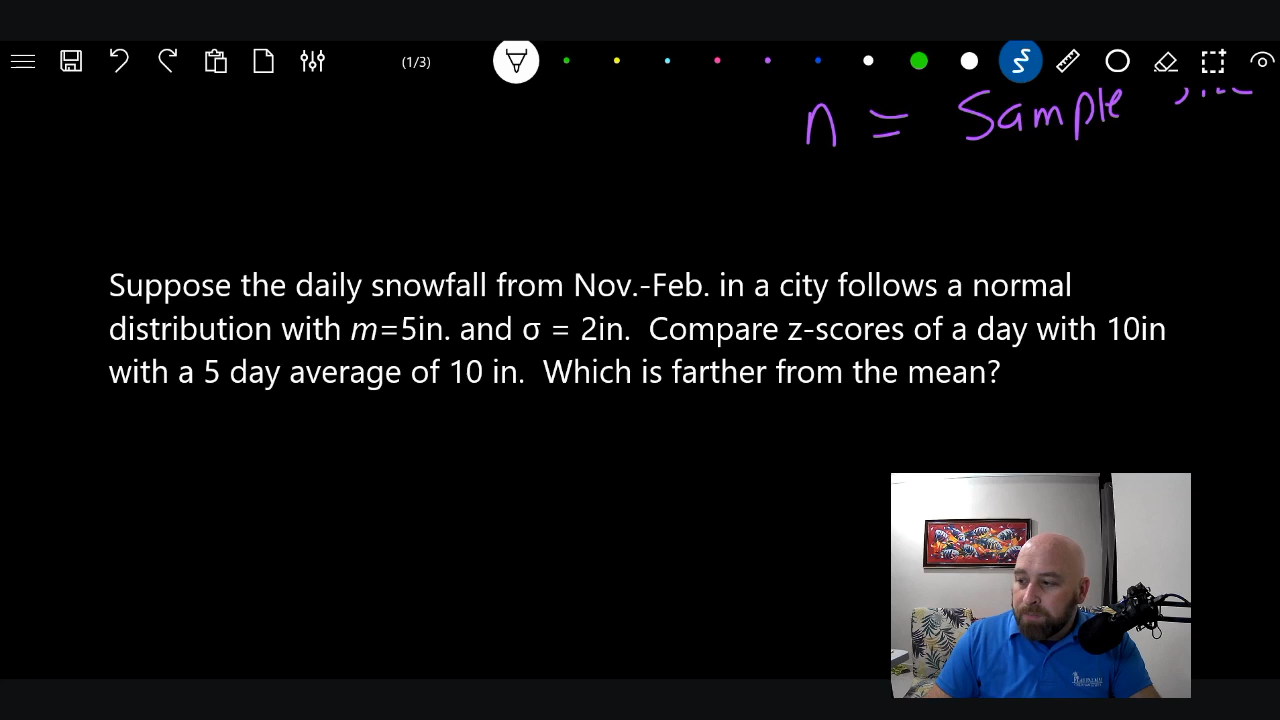 (1/3)
n = Sample
Suppose the daily snowfall from Nov.-Feb. in a city follows a normal
distribution with m=5in. and σ = 2in. Compare z-scores of a day with 10in
with a 5 day average of 10 in. Which is farther from the mean?